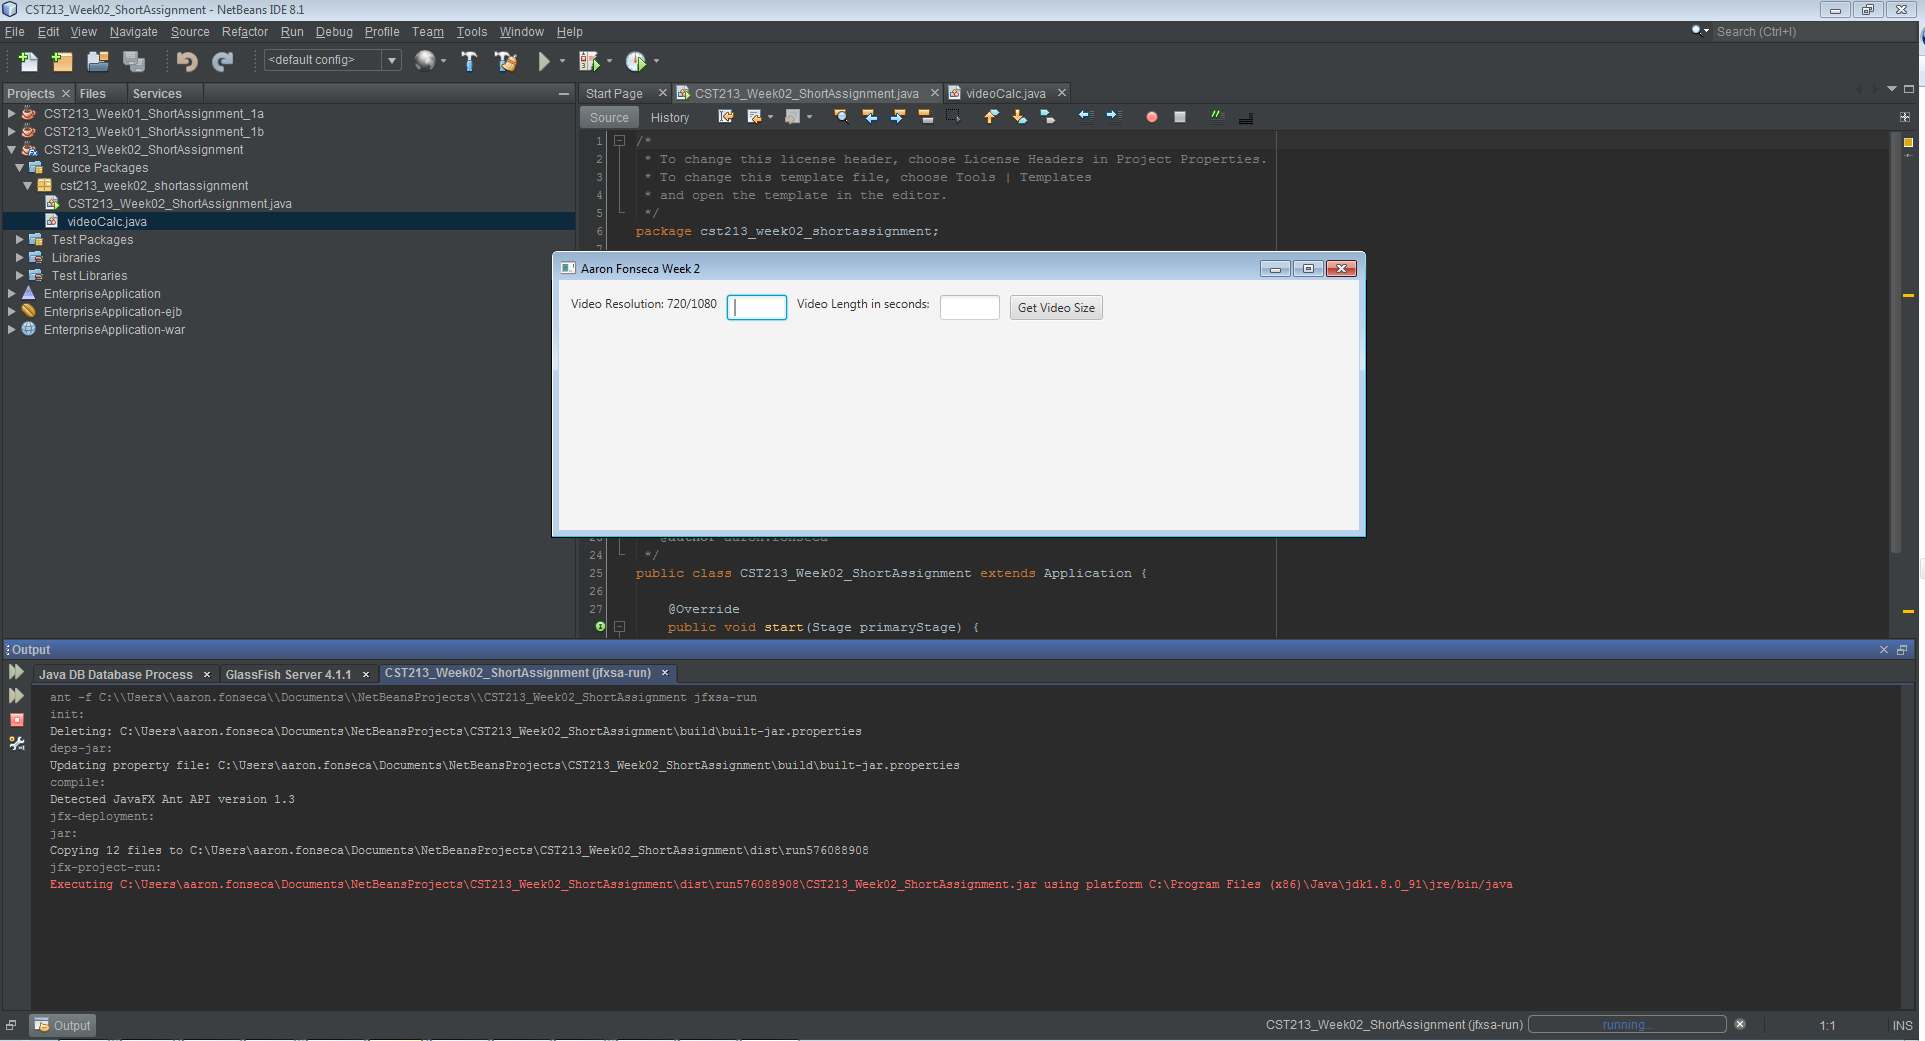 CST213_Week02_ShortAssignment - NetBeans IDE 8.1
File Edit View Navigate Source Refactor Run Debug Profile Team Tools Window Help
Search (Ctrl+I)
<default config>
Projects Files Services
CST213_Week01_ShortAssignment_1a
CST213_Week01_ShortAssignment_1b
CST213_Week02_ShortAssignment
Source Packages
cst213_week02_shortassignment
CST213_Week02_ShortAssignment.java
videoCalc.java
Test Packages
Libraries
Test Libraries
EnterpriseApplication
EnterpriseApplication-ejb
EnterpriseApplication-war
Start Page CST213_Week02_ShortAssignment.java videoCalc.java
Source History
1 /*
2 * To change this license header, choose License Headers in Project Properties.
3 * To change this template file, choose Tools | Templates
4 * and open the template in the editor.
5 */
6 package cst213_week02_shortassignment;
7
Aaron Fonseca Week 2
Video Resolution: 720/1080 Video Length in seconds: Get Video Size
23 @author aaron.fonseca
24 */
25 public class CST213_Week02_ShortAssignment extends Application {
26
27 @Override
public void start(Stage primaryStage) {
Output
Java DB Database Process GlassFish Server 4.1.1 CST213_Week02_ShortAssignment (jfxsa-run)
ant -f C:\\Users\\aaron.fonseca\\Documents\\NetBeansProjects\\CST213_Week02_ShortAssignment jfxsa-run
init:
Deleting: C:\Users\aaron.fonseca\Documents\NetBeansProjects\CST213_Week02_ShortAssignment\build\built-jar.properties
deps-jar:
Updating property file: C:\Users\aaron.fonseca\Documents\NetBeansProjects\CST213_Week02_ShortAssignment\build\built-jar.properties
compile:
Detected JavaFX Ant API version 1.3
jfx-deployment:
jar:
Copying 12 files to C:\Users\aaron.fonseca\Documents\NetBeansProjects\CST213_Week02_ShortAssignment\dist\run576088908
jfx-project-run:
Executing C:\Users\aaron.fonseca\Documents\NetBeansProjects\CST213_Week02_ShortAssignment\dist\run576088908\CST213_Week02_ShortAssignment.jar using platform C:\Program Files (x86)\Java\jdk1.8.0_91\jre/bin/java
Output
CST213_Week02_ShortAssignment (jfxsa-run) running... 1:1 INS